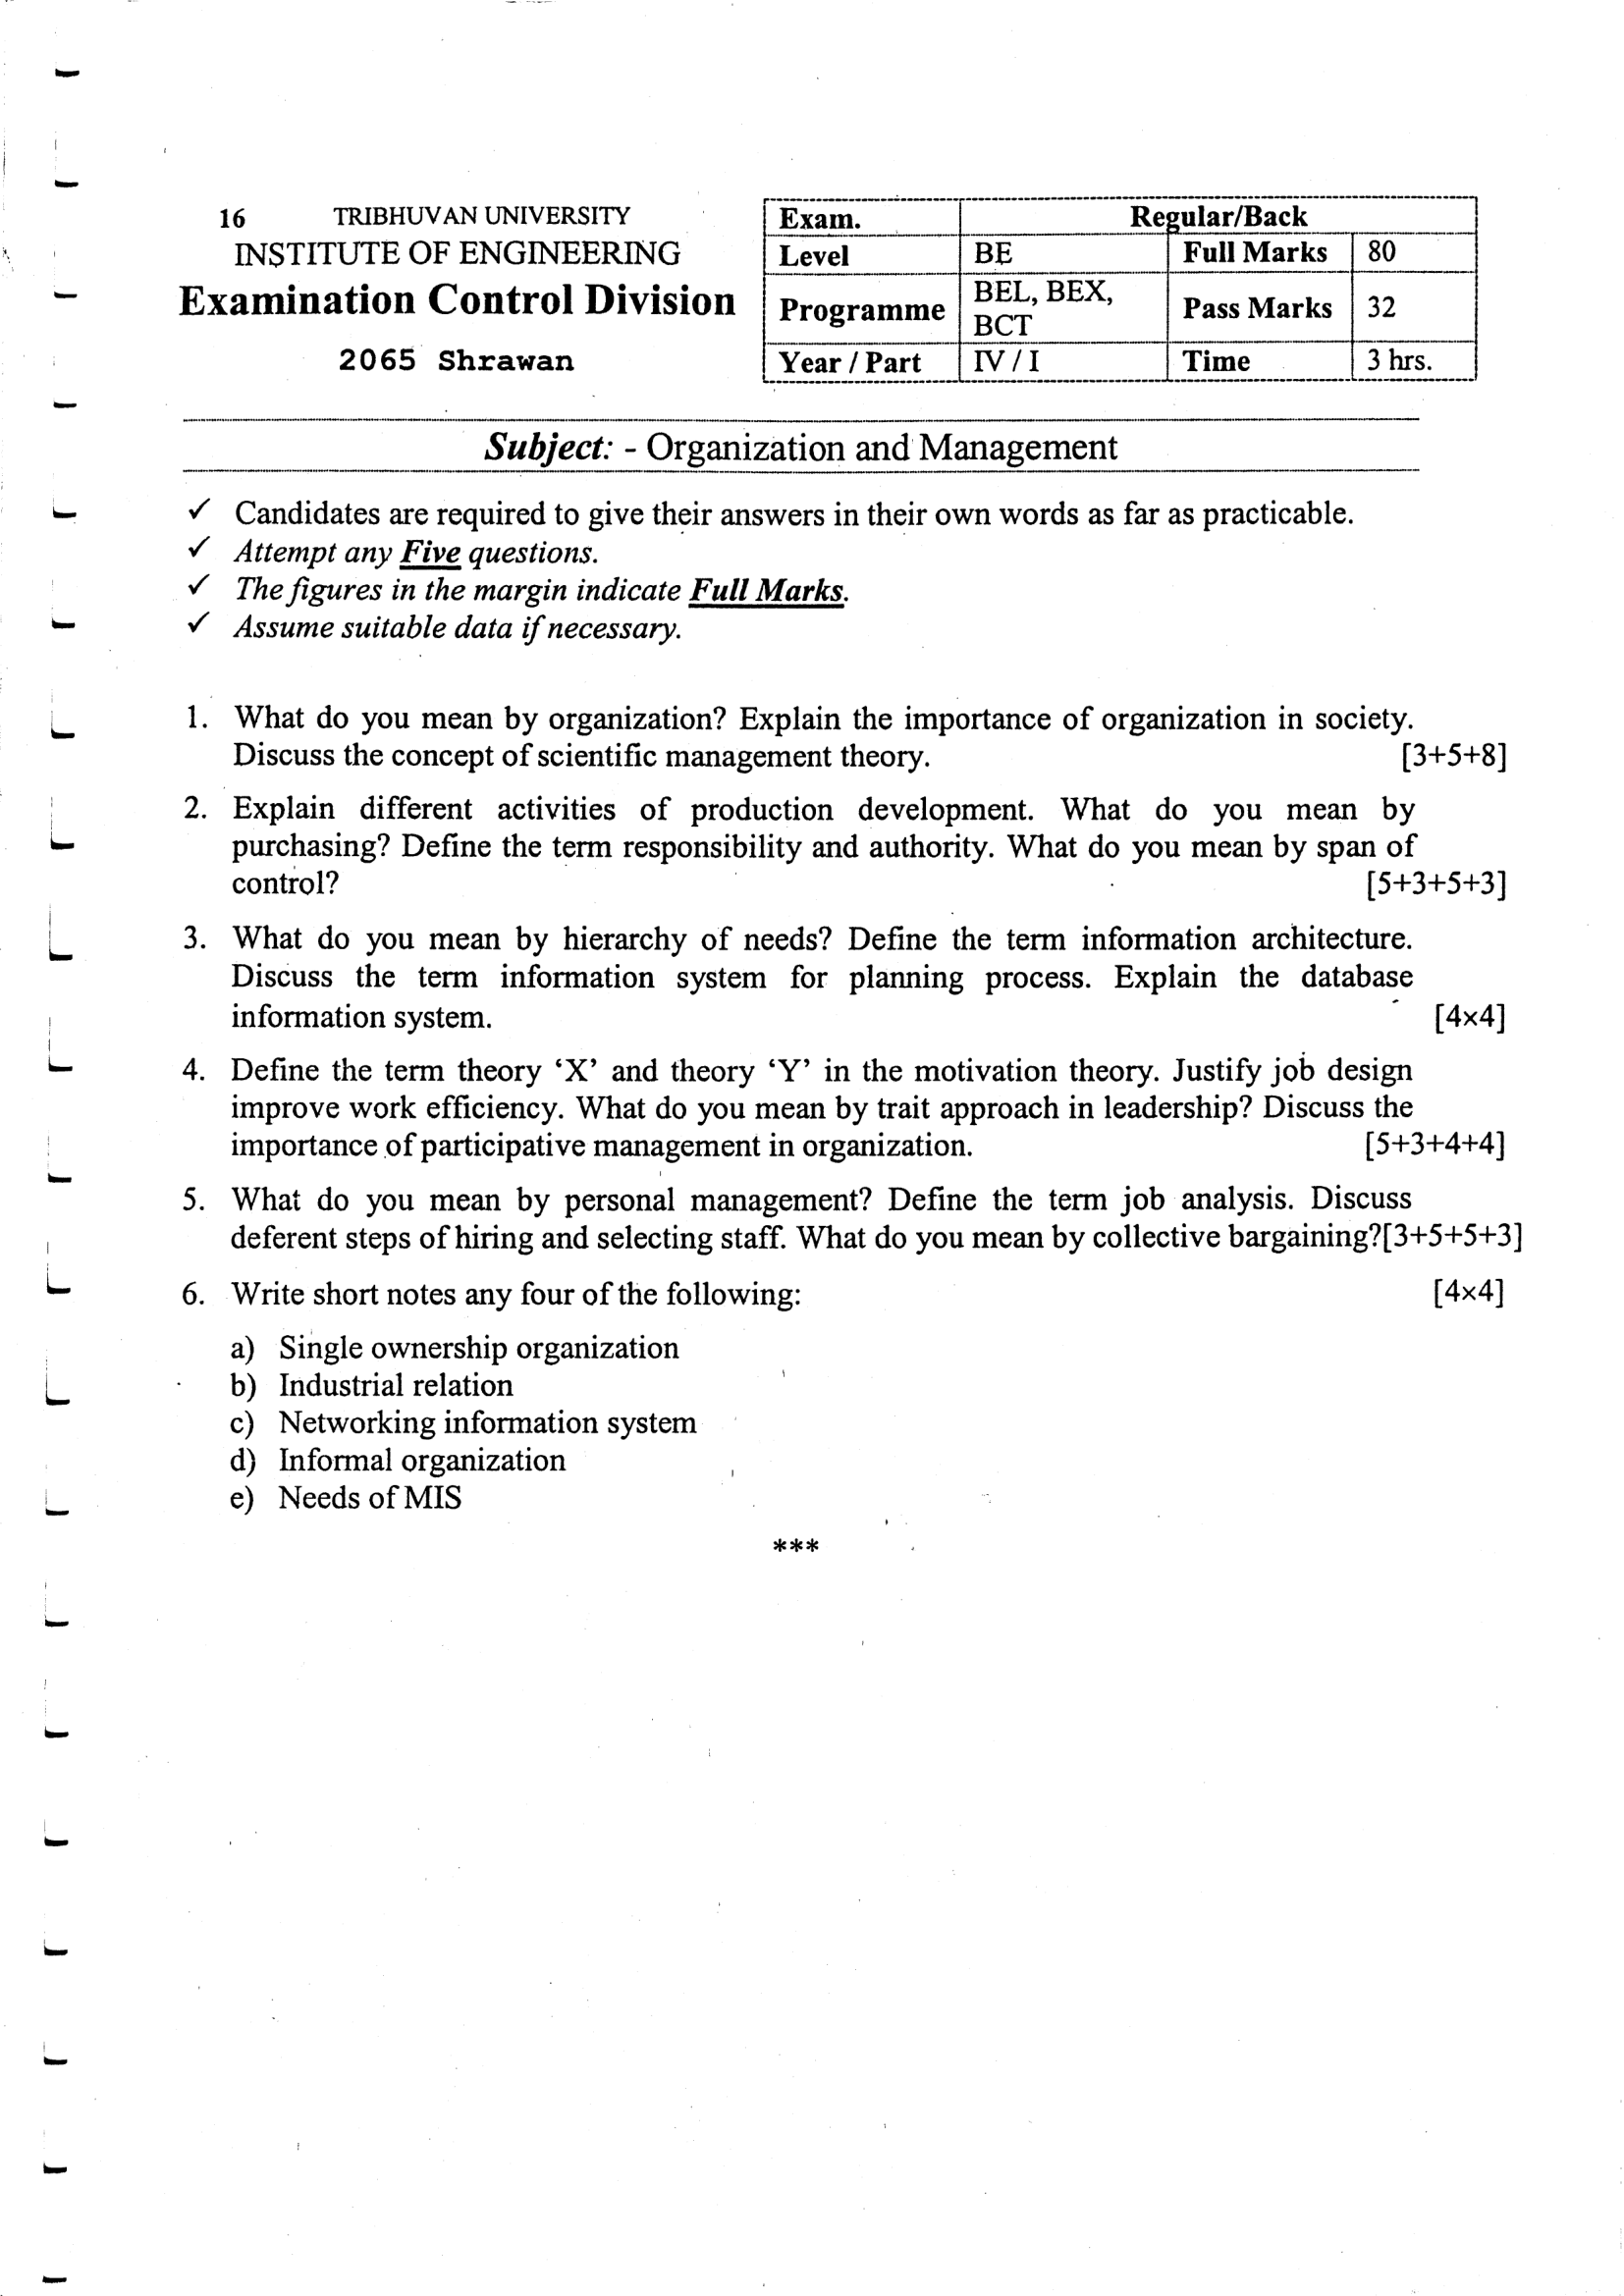 16 TRIBHUVAN UNIVERSITY
INSTITUTE OF ENGINEERING
Examination Control Division
2065 Shrawan
Exam. Regular/Back
Level BE Full Marks 80
Programme BEL, BEX, BCT Pass Marks 32
Year / Part IV / I Time 3 hrs.
Subject: - Organization and Management
✓ Candidates are required to give their answers in their own words as far as practicable.
✓ Attempt any Five questions.
✓ The figures in the margin indicate Full Marks.
✓ Assume suitable data if necessary.
1. What do you mean by organization? Explain the importance of organization in society.
Discuss the concept of scientific management theory. [3+5+8]
2. Explain different activities of production development. What do you mean by
purchasing? Define the term responsibility and authority. What do you mean by span of
control? [5+3+5+3]
3. What do you mean by hierarchy of needs? Define the term information architecture.
Discuss the term information system for planning process. Explain the database
information system. [4×4]
4. Define the term theory ‘X’ and theory ‘Y’ in the motivation theory. Justify job design
improve work efficiency. What do you mean by trait approach in leadership? Discuss the
importance of participative management in organization. [5+3+4+4]
5. What do you mean by personal management? Define the term job analysis. Discuss
deferent steps of hiring and selecting staff. What do you mean by collective bargaining?[3+5+5+3]
6. Write short notes any four of the following: [4×4]
a) Single ownership organization
b) Industrial relation
c) Networking information system
d) Informal organization
e) Needs of MIS
***